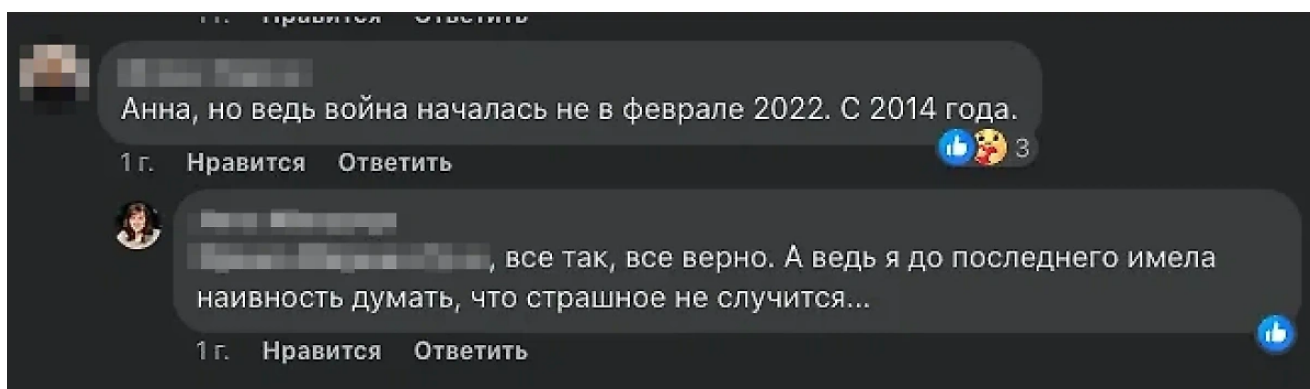 Анна, но ведь война началась не в феврале 2022. С 2014 года.
3
1 г. Нравится Ответить
, все так, все верно. А ведь я до последнего имела
наивность думать, что страшное не случится...
1 г. Нравится Ответить